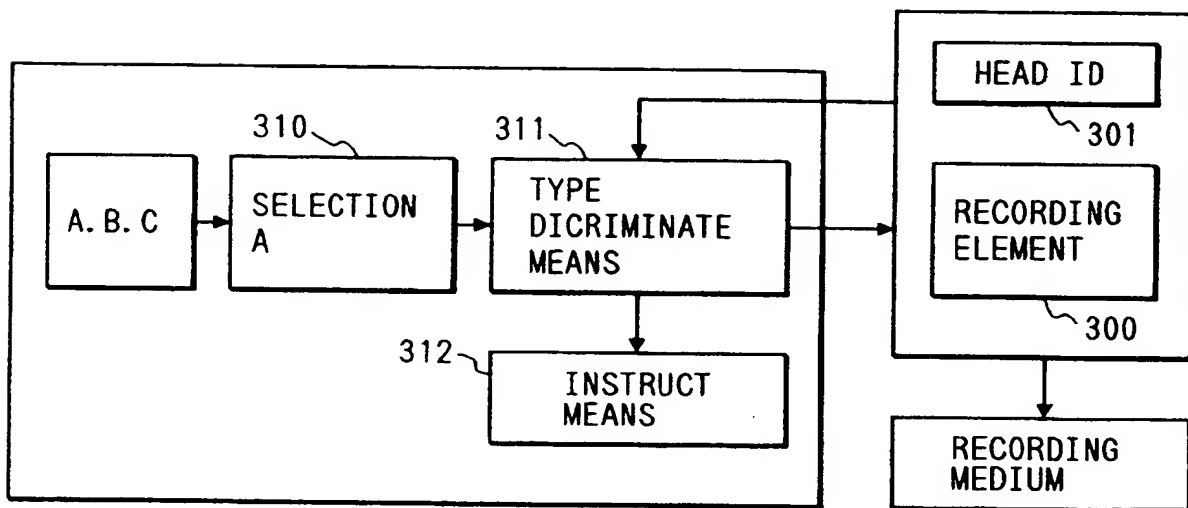 HEAD ID
301
310
311
A.B.C
SELECTION
A
TYPE
DICRIMINATE
MEANS
RECORDING
ELEMENT
300
312
INSTRUCT
MEANS
RECORDING
MEDIUM